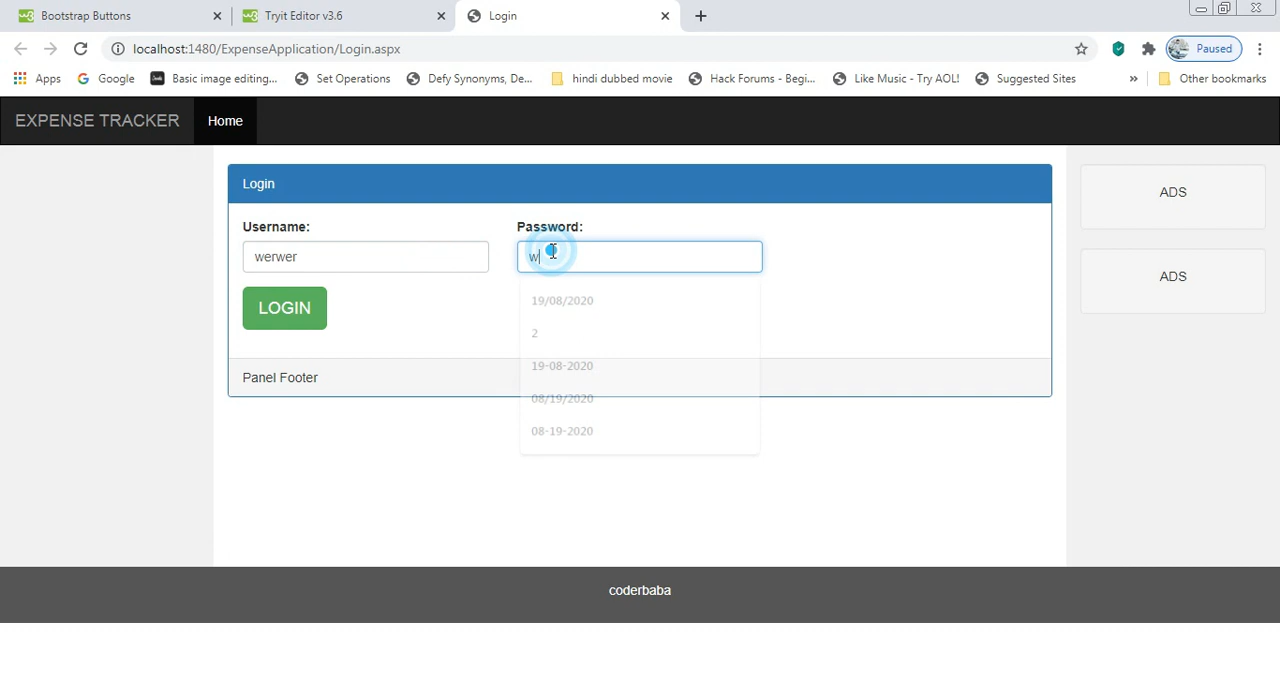 Bootstrap Buttons
Tryit Editor v3.6
Login
localhost:1480/ExpenseApplication/Login.aspx
Paused
Apps
Google
Basic image editing...
Set Operations
Defy Synonyms, De...
hindi dubbed movie
Hack Forums - Begi...
Like Music - Try AOL!
Suggested Sites
»
Other bookmarks
EXPENSE TRACKER
Home
Login
ADS
Username:
Password:
werwer
w
ADS
19/08/2020
LOGIN
2
19-08-2020
Panel Footer
08/19/2020
08-19-2020
coderbaba